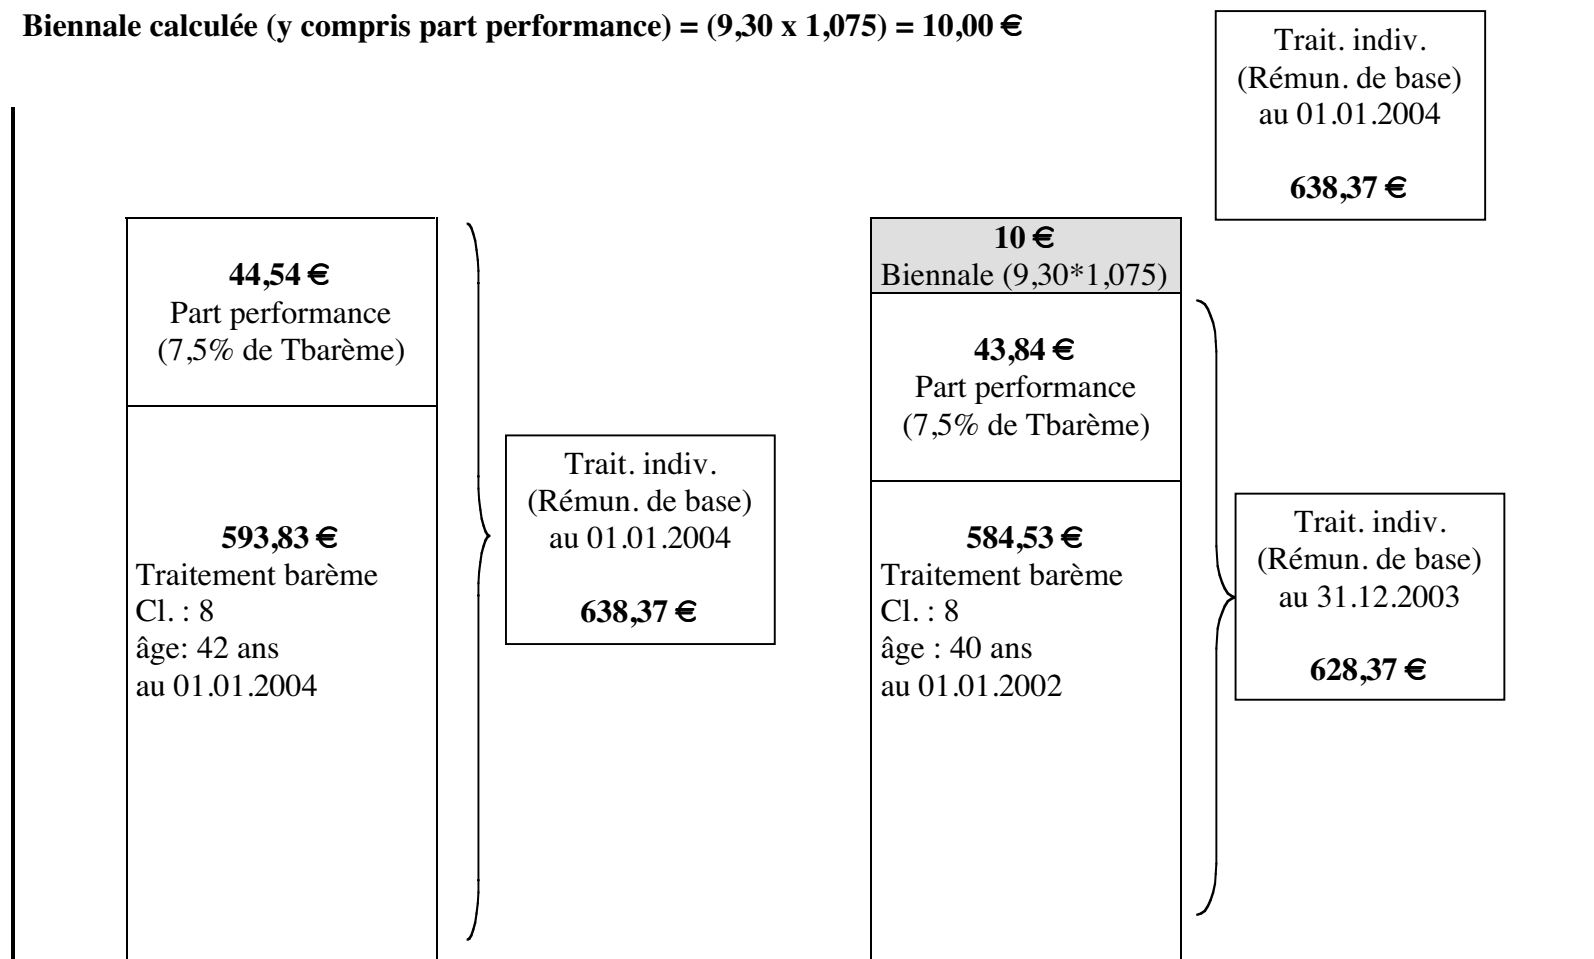 Biennale calculée (y compris part performance) = (9,30 x 1,075) = 10,00 €
Trait. indiv.
(Rémun. de base)
au 01.01.2004
638,37 €
44,54 €
Part performance
(7,5% de Tbarème)
593,83 €
Traitement barème
Cl. : 8
âge: 42 ans
au 01.01.2004
Trait. indiv.
(Rémun. de base)
au 01.01.2004
638,37 €
10 €
Biennale (9,30*1,075)
43,84 €
Part performance
(7,5% de Tbarème)
584,53 €
Traitement barème
Cl. : 8
âge : 40 ans
au 01.01.2002
Trait. indiv.
(Rémun. de base)
au 31.12.2003
628,37 €